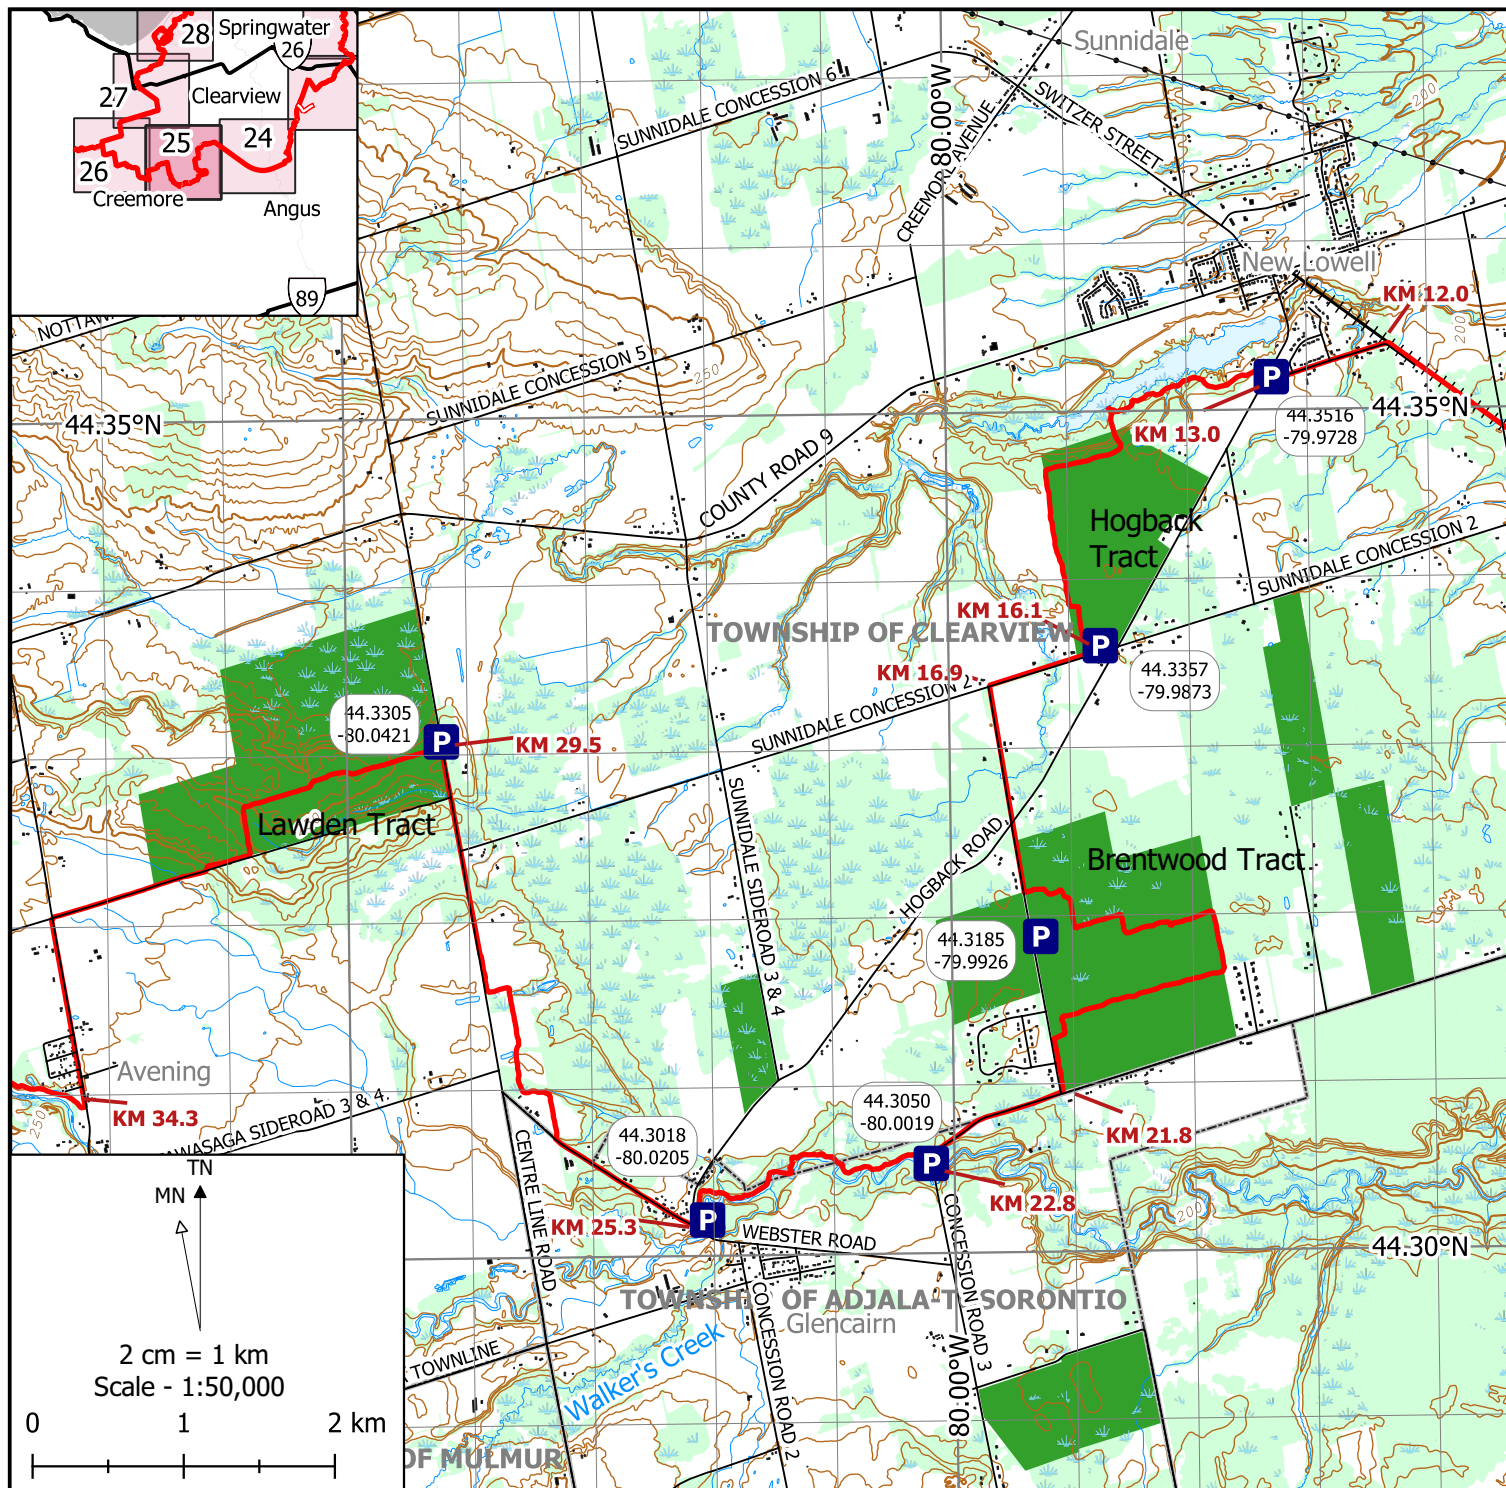 28
Springwater
26
27
Clearview
25
24
26
Creemore
Angus
89
Sunnidale
SUNNIDALE CONCESSION 6
80.00°W
SWITZER STREET
CREEMORE AVENUE
200
New Lowell
KM 12.0
200
SUNNIDALE CONCESSION 5
250
44.35°N
44.35°N
44.3516
-79.9728
KM 13.0
COUNTY ROAD 9
Hogback
Tract
SUNNIDALE CONCESSION 2
KM 16.1
TOWNSHIP OF CLEARVIEW
P
P
KM 16.9
44.3357
-79.9873
SUNNIDALE CONCESSION 2
44.3305
-80.0421
P
KM 29.5
Lawden Tract
SUNNIDALE SIDEROAD 3 & 4
HOGBACK ROAD
Brentwood Tract
44.3185
-79.9926
P
Avening
KM 34.3
250
WASAGA SIDEROAD 3 & 4
44.3050
-80.0019
KM 21.8
44.3018
-80.0205
P
KM 22.8
200
CENTRE LINE ROAD
KM 25.3
P
WEBSTER ROAD
CONCESSION ROAD 3
44.30°N
Glencairn
CONCESSION ROAD 2
80.00°W
Walker's Creek
TOWNLINE
OF MULMUR
TN
MN
2 cm = 1 km
Scale - 1:50,000
0 1 2 km